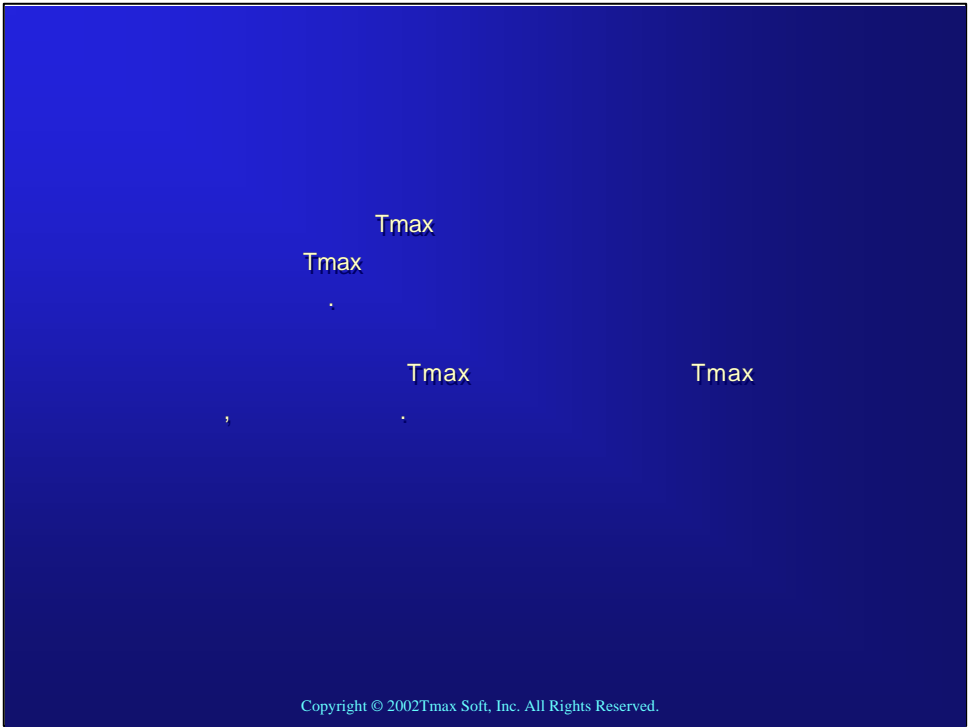 Tmax
Tmax
.
Tmax Tmax
, .
Copyright © 2002Tmax Soft, Inc. All Rights Reserved.